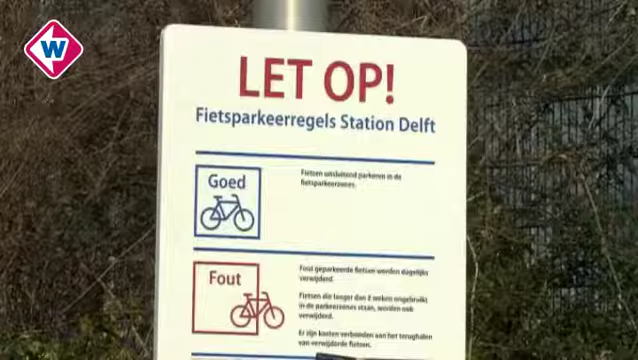 W
LET OP!
Fietsparkeerregels Station Delft
Goed
Fietsen uitsluitend parkeren in de
fietsparkeerzones.
Fout
Fout geparkeerde fietsen worden dagelijks
verwijderd.
Fietsen die langer dan 2 weken ongebruikt
in de parkeerzones staan, worden ook
verwijderd.
Er zijn kosten verbonden aan het terughalen
van verwijderde fietsen.